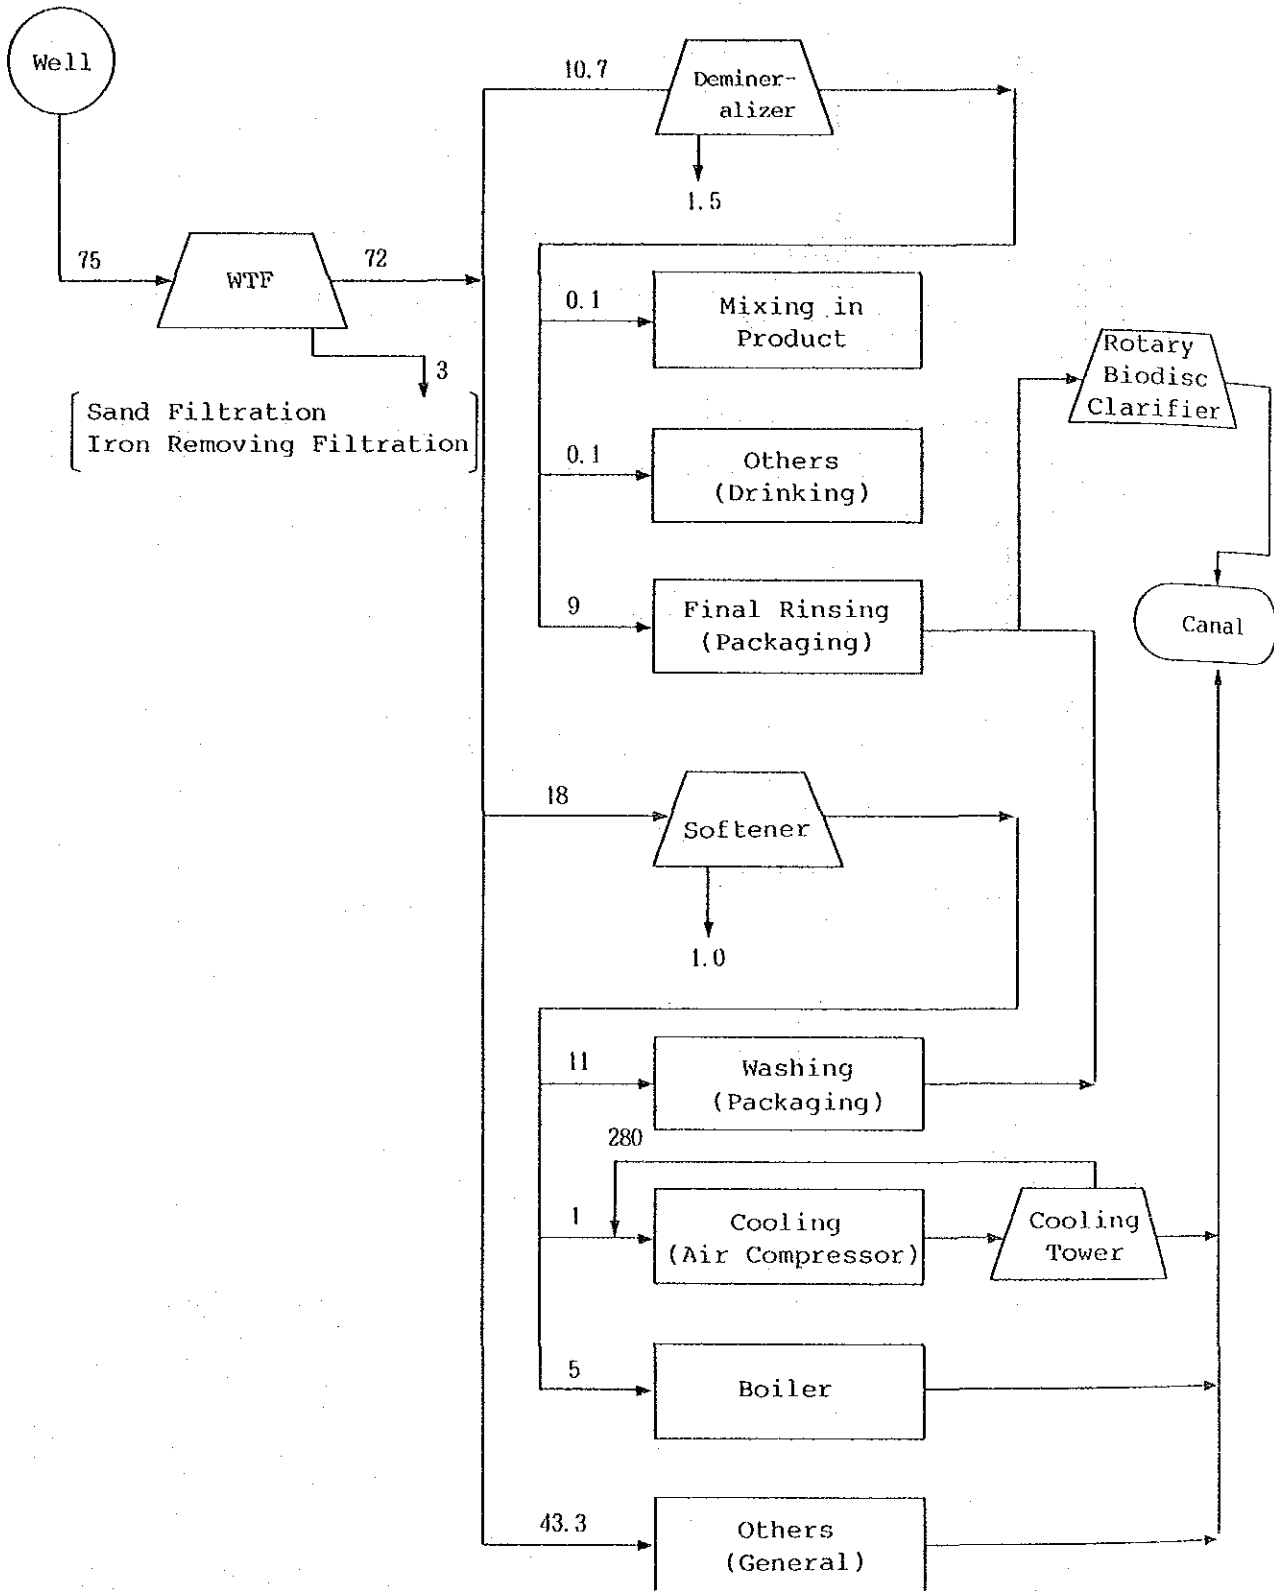 Well
10.7
Deminer-
alizer
1.5
75
WTF
72
3
Sand Filtration
Iron Removing Filtration
0.1
Mixing in
Product
0.1
Others
(Drinking)
9
Final Rinsing
(Packaging)
Rotary
Biodisc
Clarifier
Canal
18
Softener
1.0
11
Washing
(Packaging)
280
1
Cooling
(Air Compressor)
Cooling
Tower
5
Boiler
43.3
Others
(General)